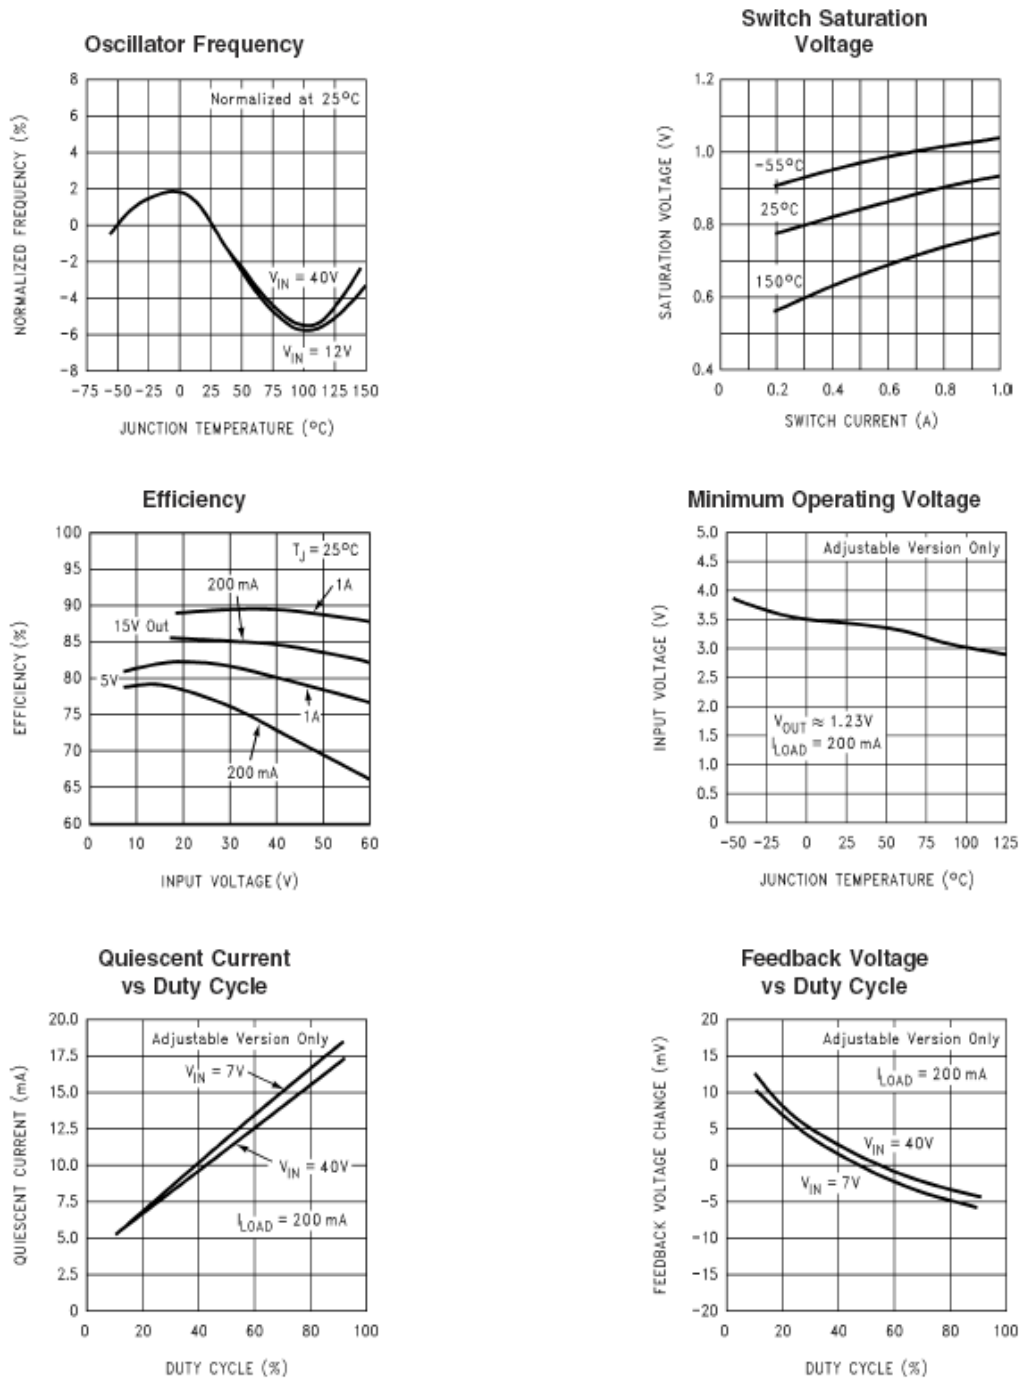 Oscillator Frequency
8
6
4
2
0
−2
−4
−6
−8
NORMALIZED FREQUENCY (%)
Normalized at 25°C
VIN = 40V
VIN = 12V
−75 −50 −25 0 25 50 75 100 125 150
JUNCTION TEMPERATURE (°C)
Switch Saturation
Voltage
1.2
1.0
0.8
0.6
0.4
SATURATION VOLTAGE (V)
−55°C
25°C
150°C
0 0.2 0.4 0.6 0.8 1.0
SWITCH CURRENT (A)
Efficiency
100
95
90
85
80
75
70
65
60
EFFICIENCY (%)
TJ = 25°C
200 mA
1A
15V Out
5V
1A
200 mA
0 10 20 30 40 50 60
INPUT VOLTAGE (V)
Minimum Operating Voltage
5.0
4.5
4.0
3.5
3.0
2.5
2.0
1.5
1.0
0.5
0
INPUT VOLTAGE (V)
Adjustable Version Only
VOUT ≈ 1.23V
ILOAD = 200 mA
−50 −25 0 25 50 75 100 125
JUNCTION TEMPERATURE (°C)
Quiescent Current
vs Duty Cycle
20.0
17.5
15.0
12.5
10.0
7.5
5.0
2.5
0
QUIESCENT CURRENT (mA)
Adjustable Version Only
VIN = 7V
VIN = 40V
ILOAD = 200 mA
0 20 40 60 80 100
DUTY CYCLE (%)
Feedback Voltage
vs Duty Cycle
20
15
10
5
0
−5
−10
−15
−20
FEEDBACK VOLTAGE CHANGE (mV)
Adjustable Version Only
ILOAD = 200 mA
VIN = 40V
VIN = 7V
0 20 40 60 80 100
DUTY CYCLE (%)